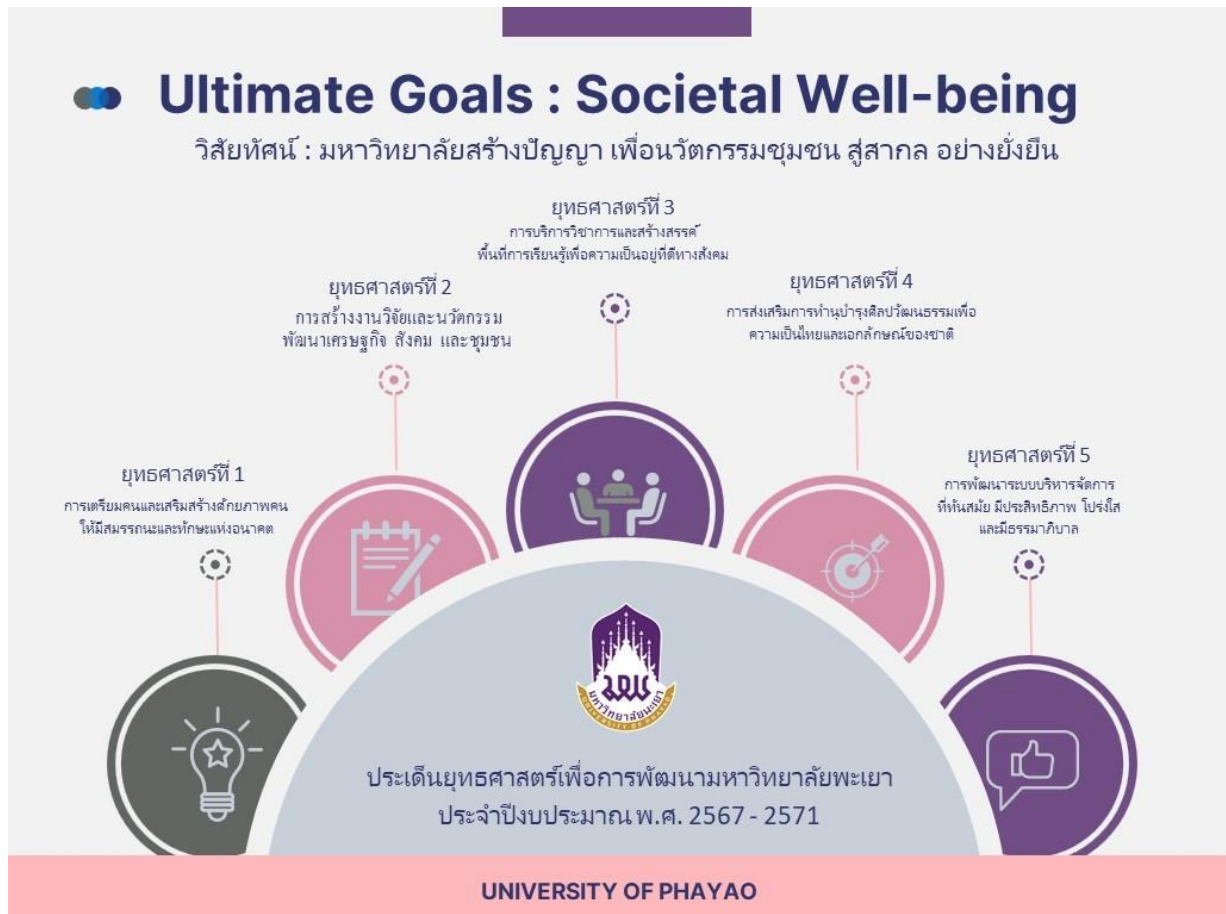 Ultimate Goals : Societal Well-being
วิสัยทัศน์ : มหาวิทยาลัยสร้างปัญญา เพื่อนวัตกรรมชุมชน สู่สากล อย่างยั่งยืน
ยุทธศาสตร์ที่ 1
การเตรียมคนและเสริมสร้างศักยภาพคน
ให้มีสมรรถนะและทักษะแห่งอนาคต
ยุทธศาสตร์ที่ 2
การสร้างงานวิจัยและนวัตกรรม
พัฒนาเศรษฐกิจ สังคม และชุมชน
ยุทธศาสตร์ที่ 3
การบริการวิชาการและสร้างสรรค์
พื้นที่การเรียนรู้เพื่อความเป็นอยู่ที่ดีทางสังคม
ยุทธศาสตร์ที่ 4
การส่งเสริมการทำนุบำรุงศิลปวัฒนธรรมเพื่อ
ความเป็นไทยและเอกลักษณ์ของชาติ
ยุทธศาสตร์ที่ 5
การพัฒนาระบบบริหารจัดการ
ที่ทันสมัย มีประสิทธิภาพ โปร่งใส
และมีธรรมาภิบาล
มหาวิทยาลัยพะเยา
UNIVERSITY OF PHAYAO
ประเด็นยุทธศาสตร์เพื่อการพัฒนามหาวิทยาลัยพะเยา
ประจำปีงบประมาณ พ.ศ. 2567 - 2571
UNIVERSITY OF PHAYAO